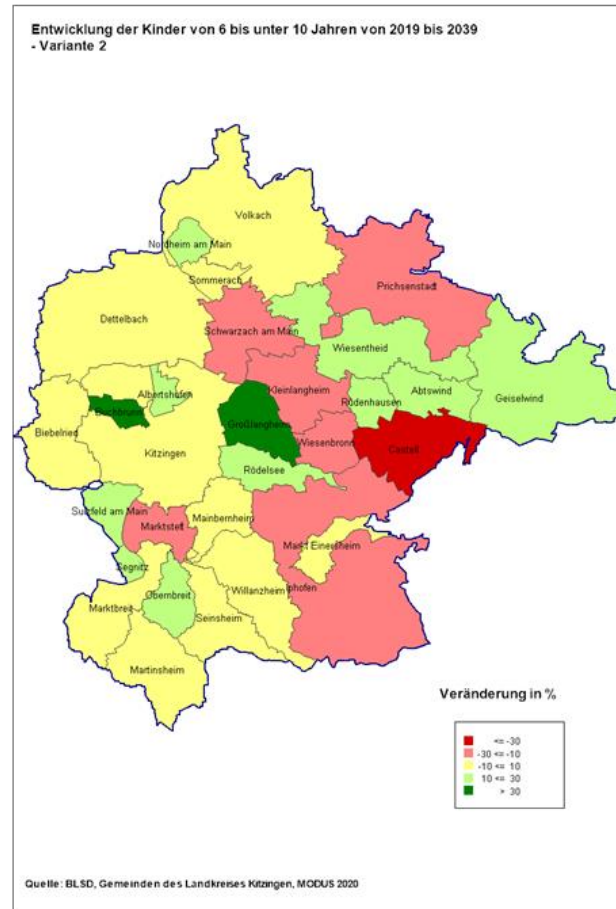 Entwicklung der Kinder von 6 bis unter 10 Jahren von 2019 bis 2039
- Variante 2
Volkach
Nordheim am Main
Sommerach
Prichsenstadt
Dettelbach
Schwarzach am Main
Wiesentheid
Kleinlangheim
Albertshofen
Rüdenhausen
Abtswind
Geiselwind
Buchbrunn
Großlangheim
Biebelried
Wiesenbronn
Castell
Kitzingen
Rödelsee
Sulzfeld am Main
Mainbernheim
Marktsteft
Markt Einersheim
Segnitz
Iphofen
Obernbreit
Willanzheim
Marktbreit
Seinsheim
Martinsheim
Veränderung in %
<= -30
-30 <= -10
-10 <= 10
10 <= 30
> 30
Quelle: BLSD, Gemeinden des Landkreises Kitzingen, MODUS 2020